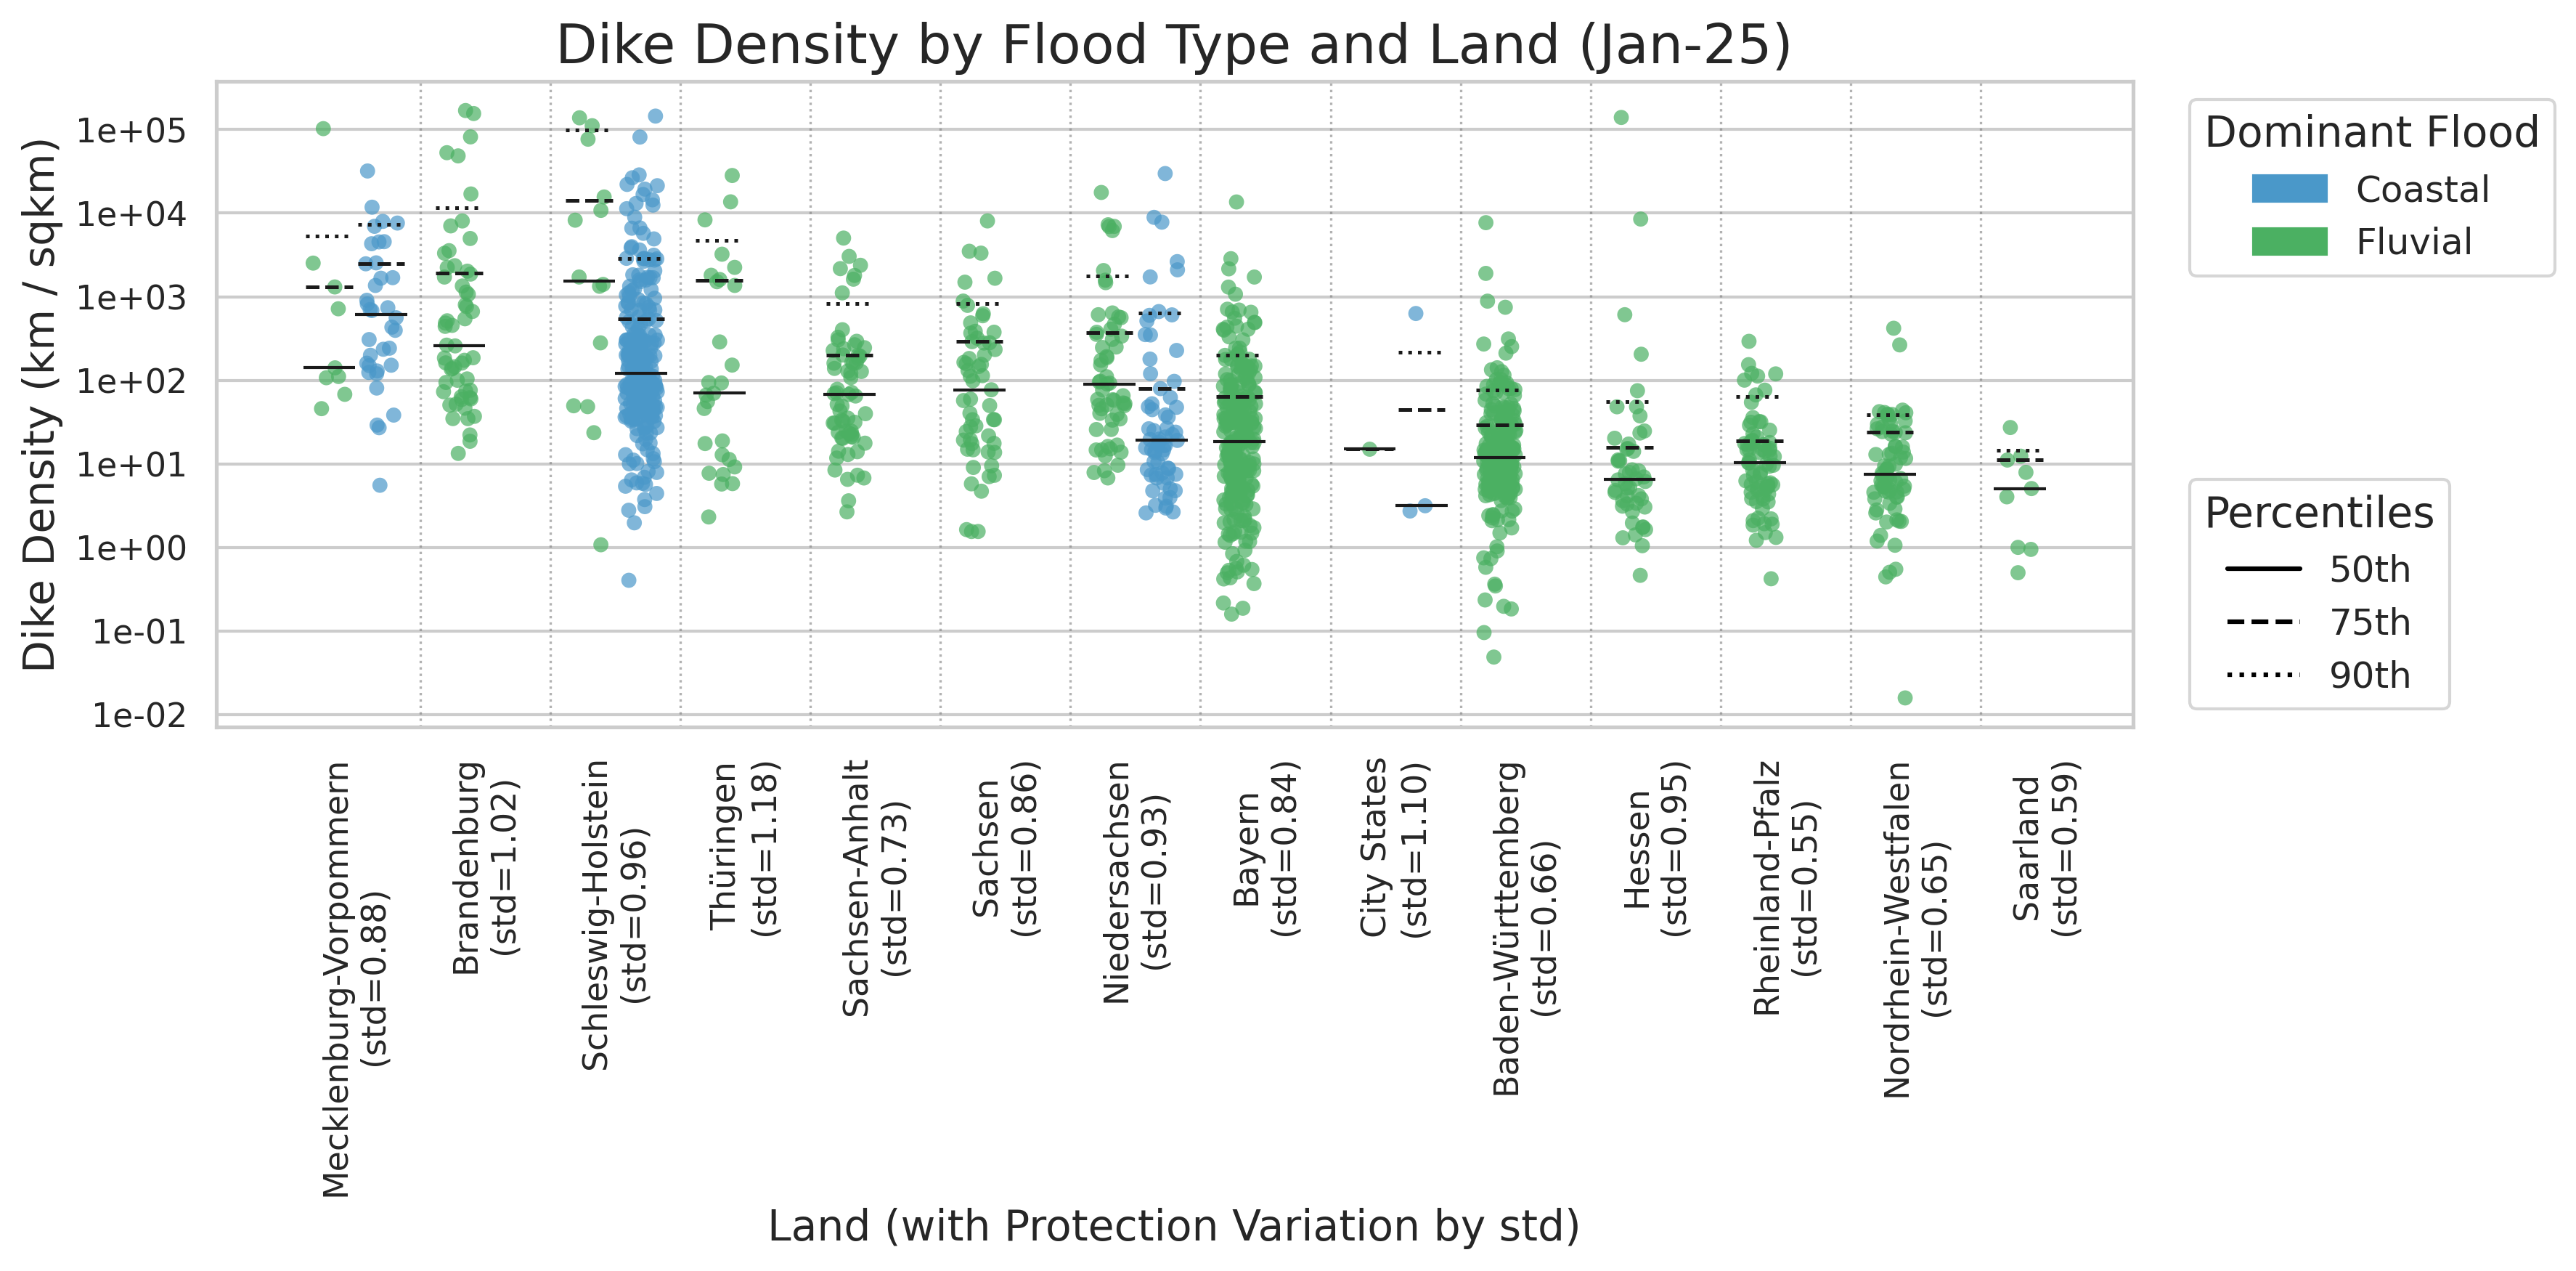 Dike Density by Flood Type and Land (Jan-25)
Dike Density (km / sqkm)
1e+05
1e+04
1e+03
1e+02
1e+01
1e+00
1e-01
1e-02
Dominant Flood
Coastal
Fluvial
Percentiles
50th
75th
90th
Mecklenburg-Vorpommern
(std=0.88)
Brandenburg
(std=1.02)
Schleswig-Holstein
(std=0.96)
Thüringen
(std=1.18)
Sachsen-Anhalt
(std=0.73)
Sachsen
(std=0.86)
Niedersachsen
(std=0.93)
Bayern
(std=0.84)
City States
(std=1.10)
Baden-Württemberg
(std=0.66)
Hessen
(std=0.95)
Rheinland-Pfalz
(std=0.55)
Nordrhein-Westfalen
(std=0.65)
Saarland
(std=0.59)
Land (with Protection Variation by std)